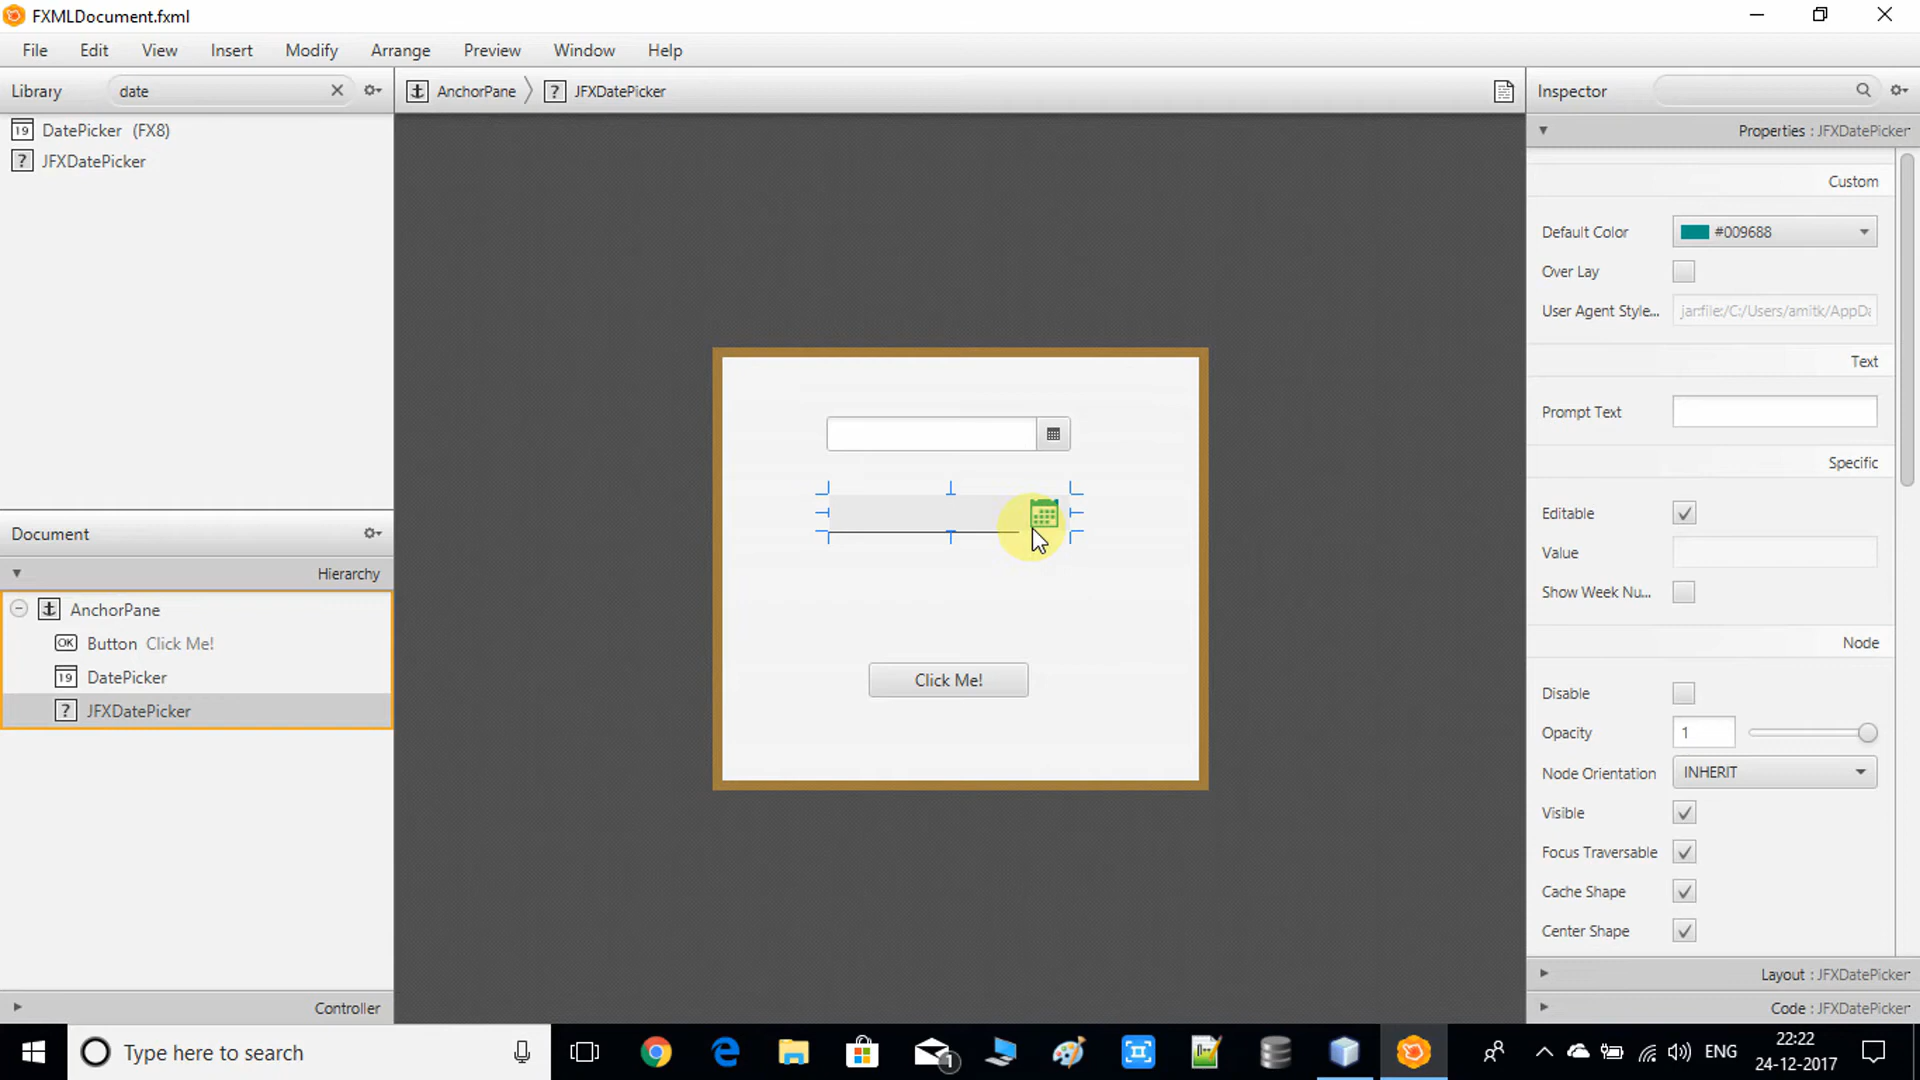 FXMLDocument.fxml
File Edit View Insert Modify Arrange Preview Window Help
Library date
AnchorPane JFXDatePicker
Inspector
19 DatePicker (FX8)
? JFXDatePicker
Properties : JFXDatePicker
Custom
Default Color #009688
Over Lay
User Agent Style... jar:file:/C:/Users/amitk/AppDa
Text
Prompt Text
Specific
Editable
Value
Show Week Nu...
Node
Disable
Opacity 1
Node Orientation INHERIT
Visible
Focus Traversable
Cache Shape
Center Shape
Layout : JFXDatePicker
Code : JFXDatePicker
Click Me!
Document
Hierarchy
AnchorPane
OK Button Click Me!
19 DatePicker
? JFXDatePicker
Controller
Type here to search
1
ENG
22:22
24-12-2017